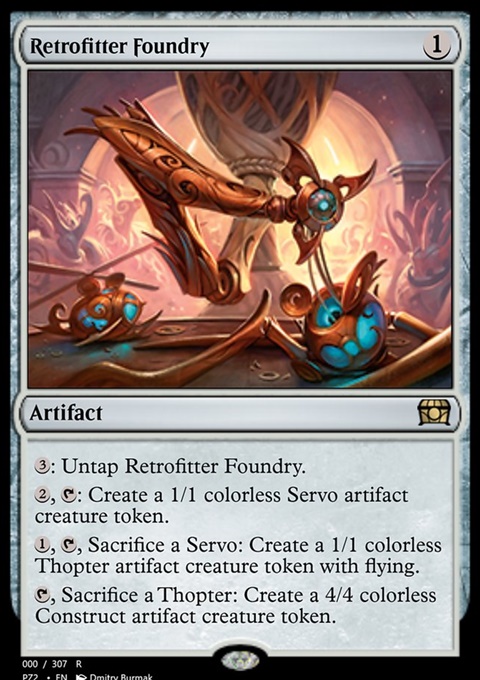 Retrofitter Foundry 1
Artifact
3: Untap Retrofitter Foundry.
2, : Create a 1/1 colorless Servo artifact
creature token.
1, , Sacrifice a Servo: Create a 1/1 colorless
Thopter artifact creature token with flying.
, Sacrifice a Thopter: Create a 4/4 colorless
Construct artifact creature token.
000 / 307 R
PZ2 • EN Dmitry Burmak